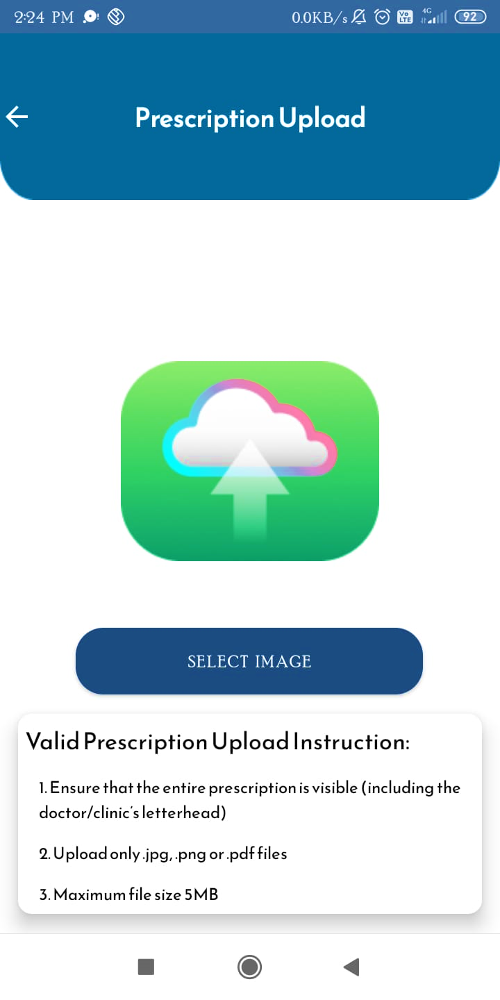 2:24 PM
0.0KB/s
Vo
LTE
4G
92
Prescription Upload
SELECT IMAGE
Valid Prescription Upload Instruction:
1. Ensure that the entire prescription is visible (including the
doctor/clinic's letterhead)
2. Upload only .jpg, .png or .pdf files
3. Maximum file size 5MB